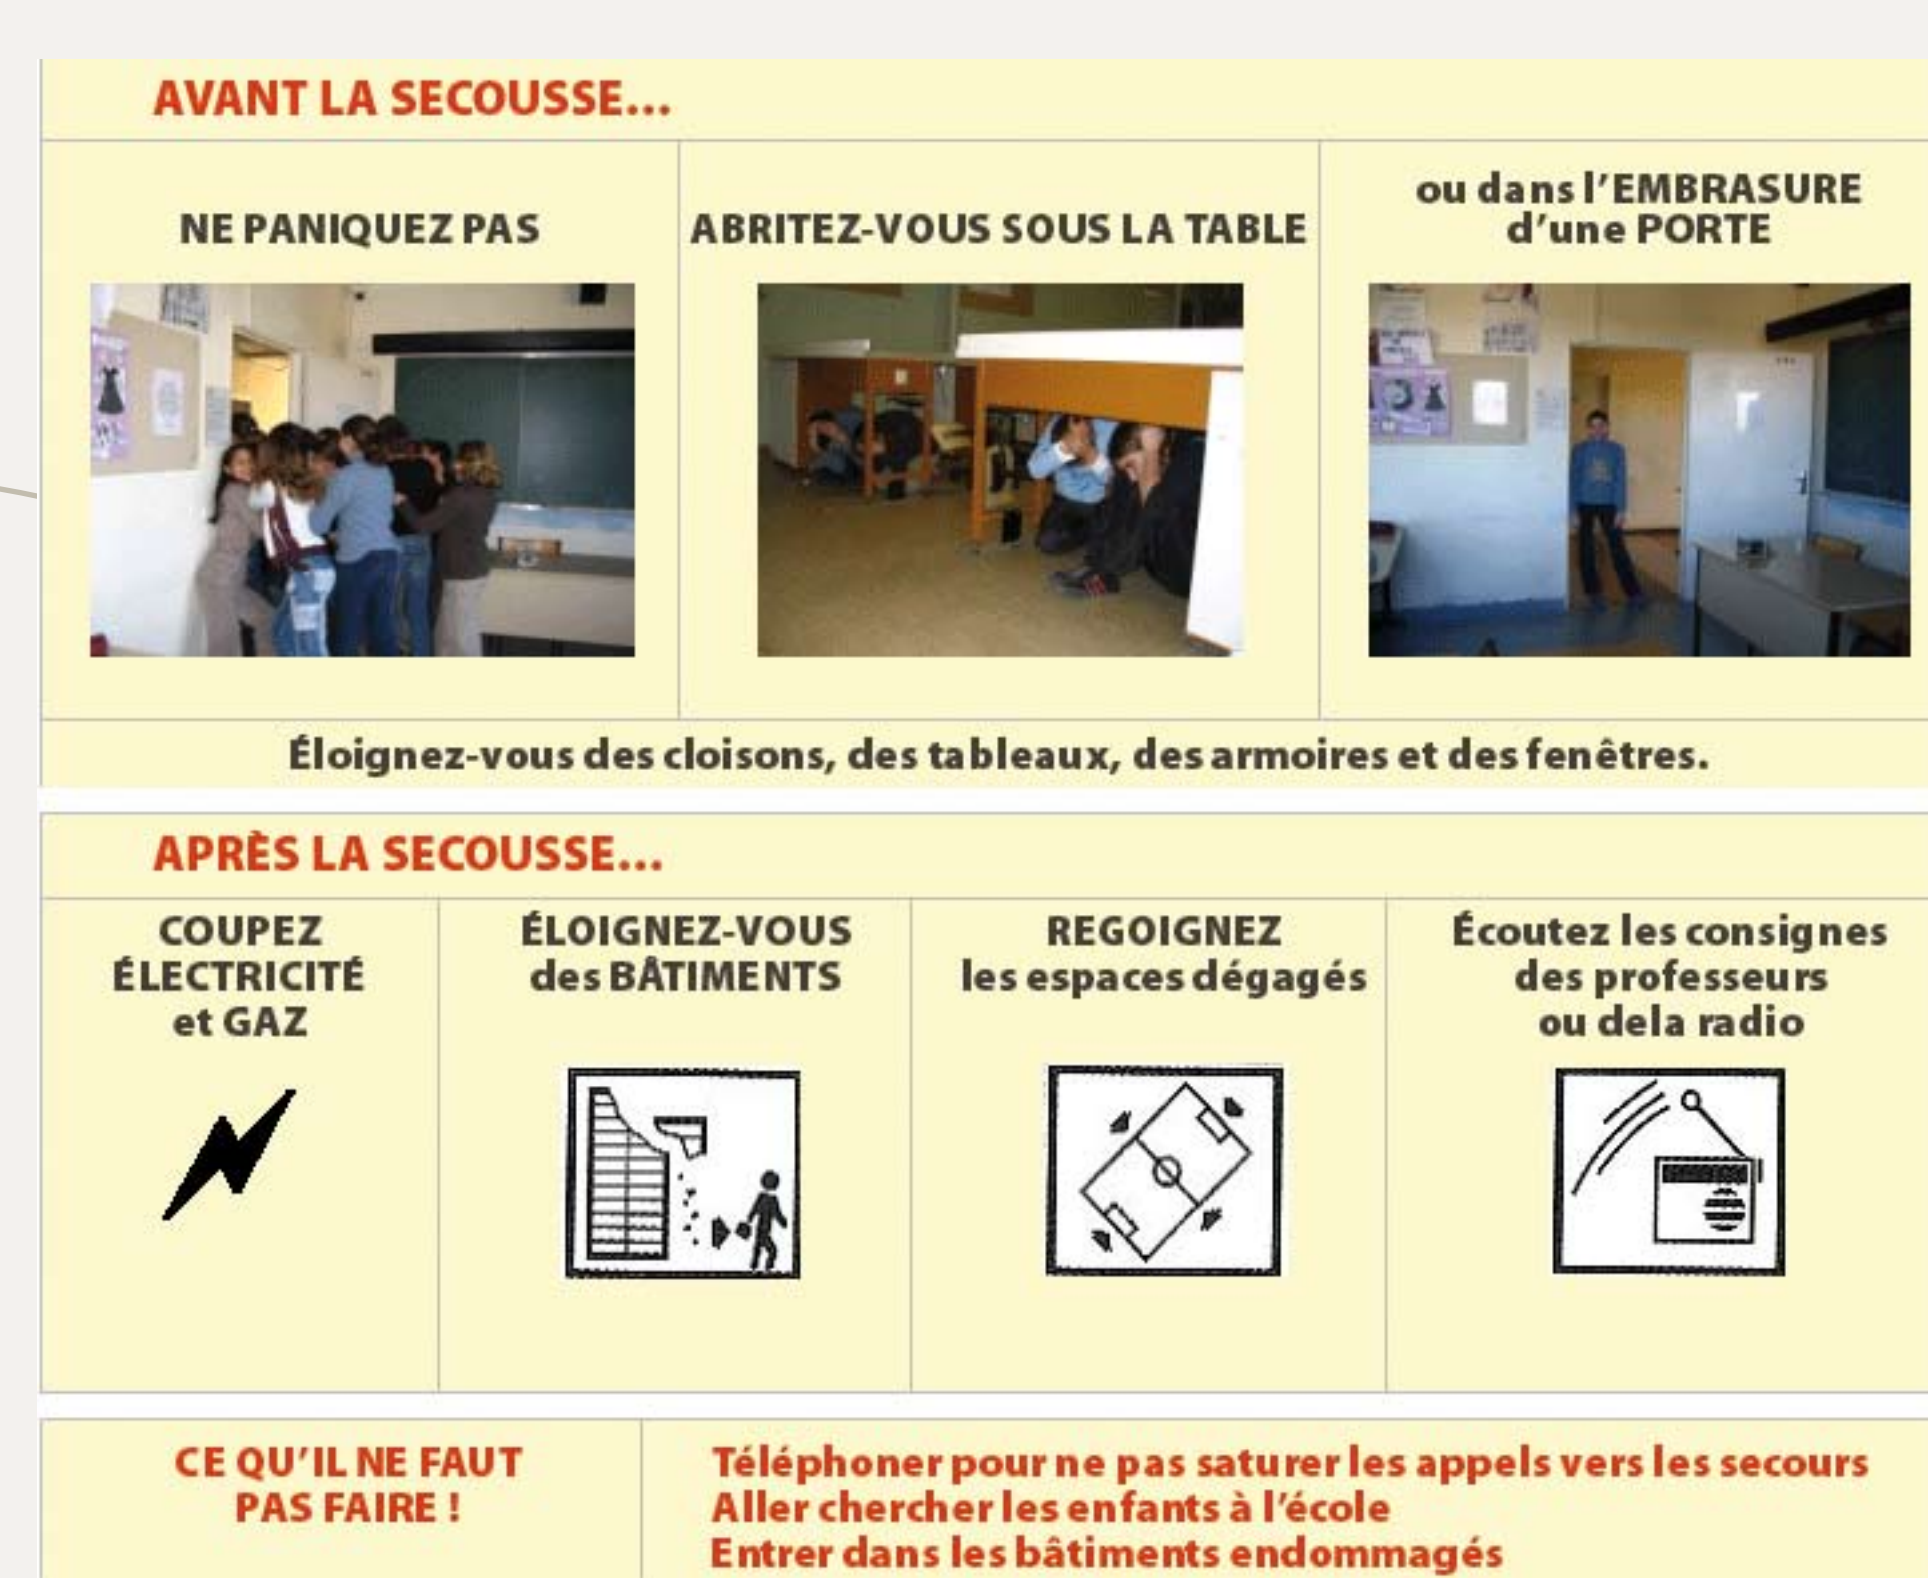 AVANT LA SECOUSSE...
NE PANIQUEZ PAS
ABRITEZ-VOUS SOUS LA TABLE
ou dans l'EMBRASURE
d'une PORTE
Éloignez-vous des cloisons, des tableaux, des armoires et des fenêtres.
APRÈS LA SECOUSSE...
COUPEZ
ÉLECTRICITÉ
et GAZ
ÉLOIGNEZ-VOUS
des BÂTIMENTS
REGOIGNEZ
les espaces dégagés
Écoutez les consignes
des professeurs
ou dela radio
CE QU'IL NE FAUT
PAS FAIRE !
Téléphoner pour ne pas saturer les appels vers les secours
Aller chercher les enfants à l'école
Entrer dans les bâtiments endommagés